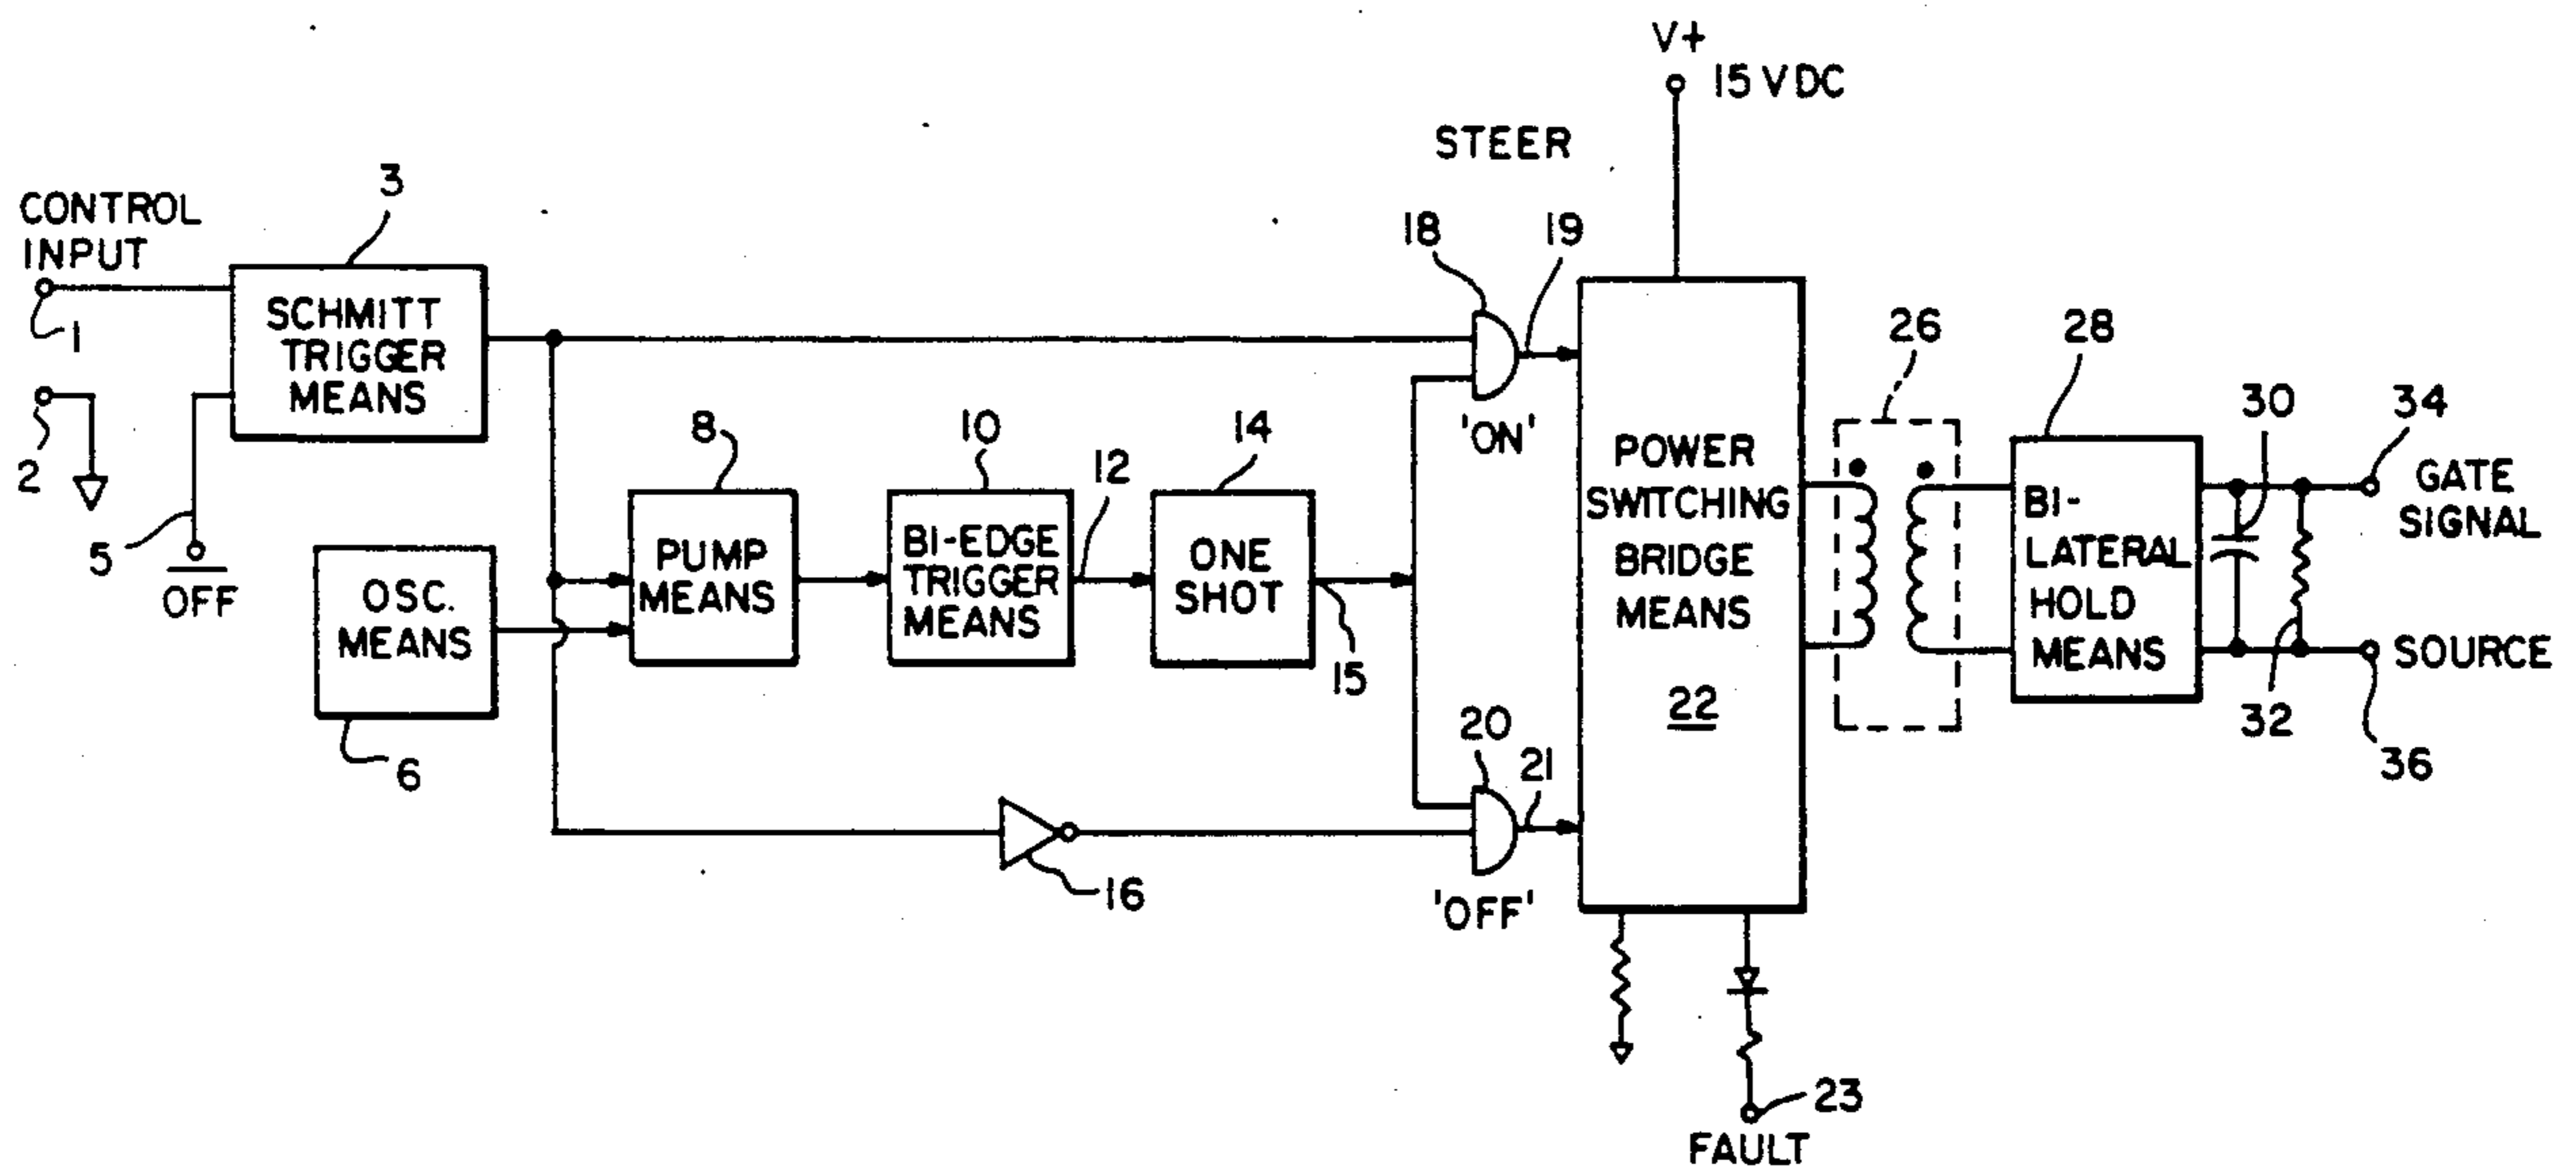 V+
15 VDC
STEER
CONTROL
INPUT
1
2
3
SCHMITT
TRIGGER
MEANS
5
OFF
OSC.
MEANS
6
8
PUMP
MEANS
10
BI-EDGE
TRIGGER
MEANS
12
14
ONE
SHOT
15
16
18
19
'ON'
20
21
'OFF'
POWER
SWITCHING
BRIDGE
MEANS
22
23
FAULT
26
28
BI-
LATERAL
HOLD
MEANS
30
32
34
GATE
SIGNAL
SOURCE
36